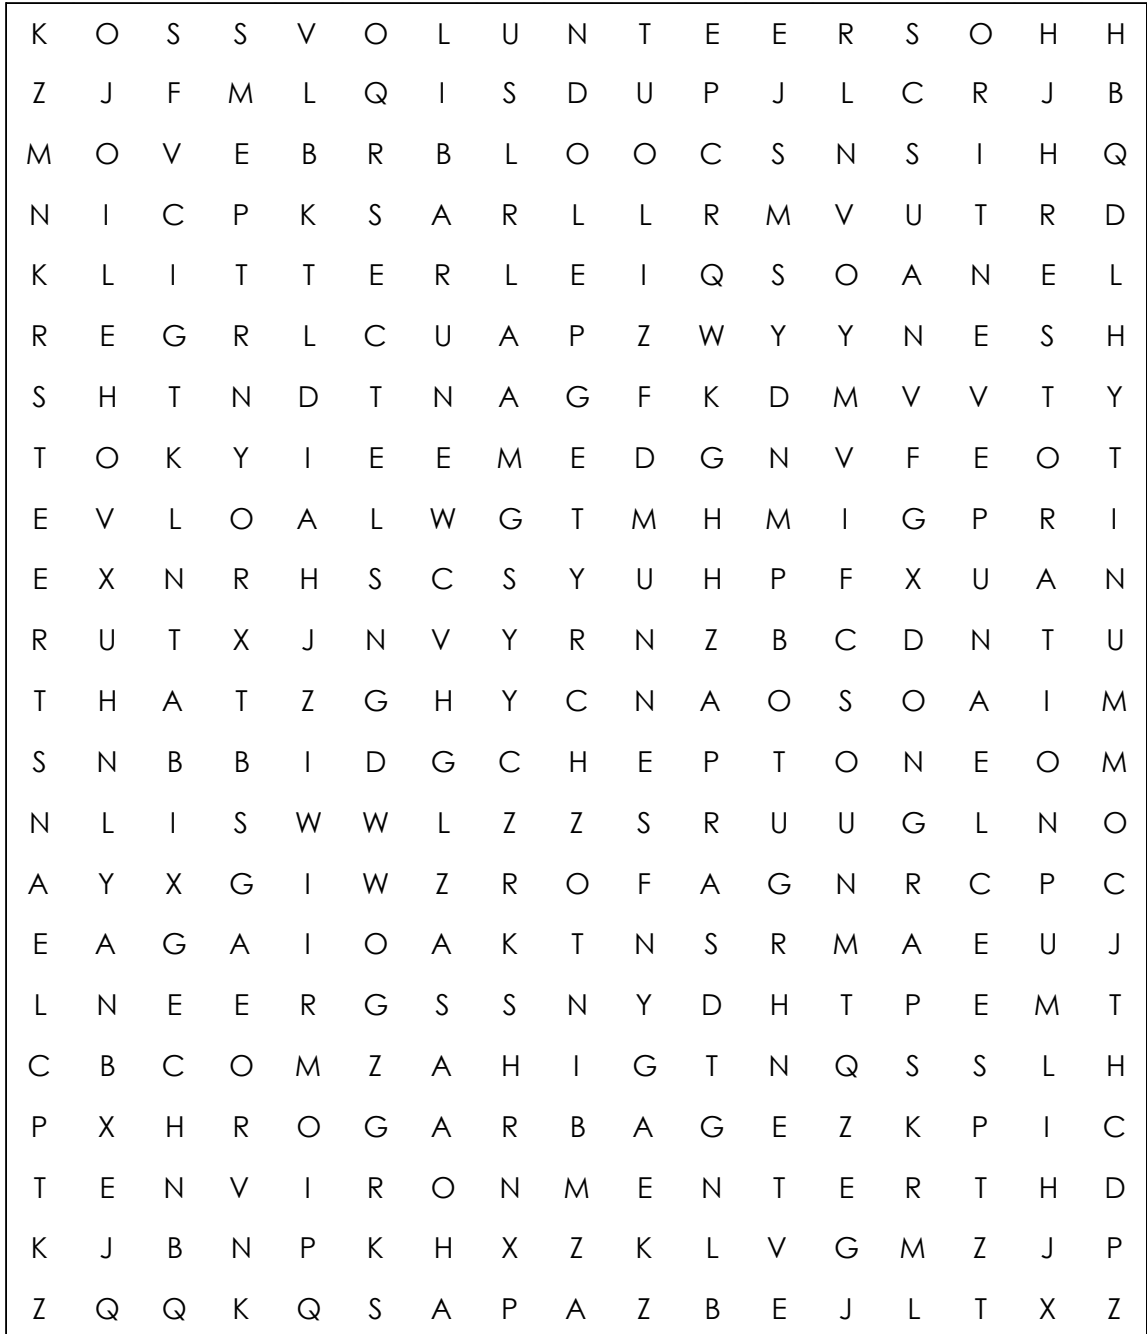 K O S S V O L U N T E E R S O H H
Z J F M L Q I S D U P J L C R J B
M O V E B R B L O O C S N S I H Q
N I C P K S A R L L R M V U T R D
K L I T T E R L E I Q S O A N E L
R E G R L C U A P Z W Y Y N E S H
S H T N D T N A G F K D M V V T Y
T O K Y I E E M E D G N V F E O T
E V L O A L W G T M H M I G P R I
E X N R H S C S Y U H P F X U A N
R U T X J N V Y R N Z B C D N T U
T H A T Z G H Y C N A O S O A I M
S N B B I D G C H E P T O N E O M
N L I S W W L Z Z S R U U G L N O
A Y X G I W Z R O F A G N R C P C
E A G A I O A K T N S R M A E U J
L N E E R G S S N Y D H T P E M T
C B C O M Z A H I G T N Q S S L H
P X H R O G A R B A G E Z K P I C
T E N V I R O N M E N T E R T H D
K J B N P K H X Z K L V G M Z J P
Z Q Q K Q S A P A Z B E J L T X Z